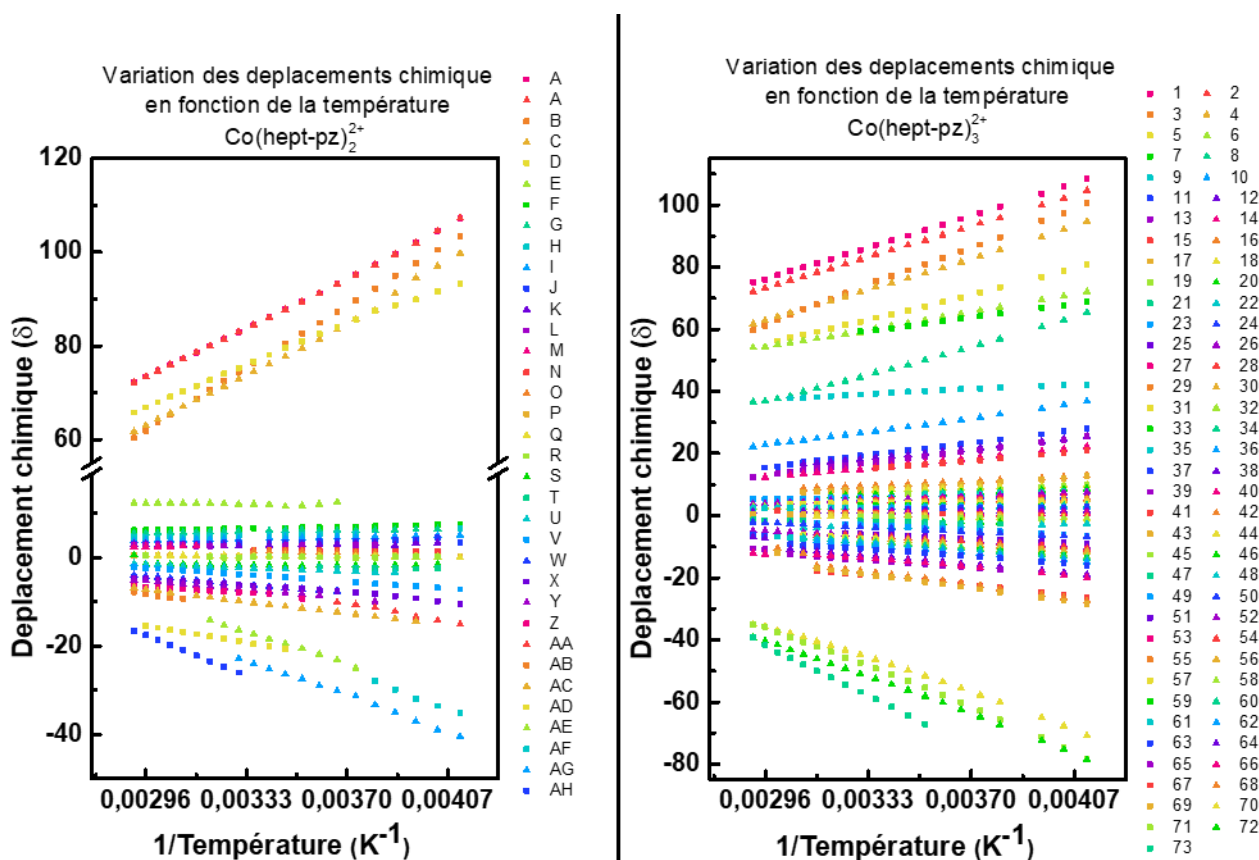 Variation des deplacements chimique
en fonction de la température
Co(hept-pz)₂²⁺
Deplacement chimique (δ)
120
100
80
60
0
-20
-40
0,00296 0,00333 0,00370 0,00407
1/Température (K⁻¹)
A
A
B
C
D
E
F
G
H
I
J
K
L
M
N
O
P
Q
R
S
T
U
V
W
X
Y
Z
AA
AB
AC
AD
AE
AF
AG
AH
Variation des deplacements chimique
en fonction de la température
Co(hept-pz)₃²⁺
Deplacement chimique (δ)
100
80
60
40
20
0
-20
-40
-60
-80
0,00296 0,00333 0,00370 0,00407
1/Température (K⁻¹)
1 2
3 4
5 6
7 8
9 10
11 12
13 14
15 16
17 18
19 20
21 22
23 24
25 26
27 28
29 30
31 32
33 34
35 36
37 38
39 40
41 42
43 44
45 46
47 48
49 50
51 52
53 54
55 56
57 58
59 60
61 62
63 64
65 66
67 68
69 70
71 72
73